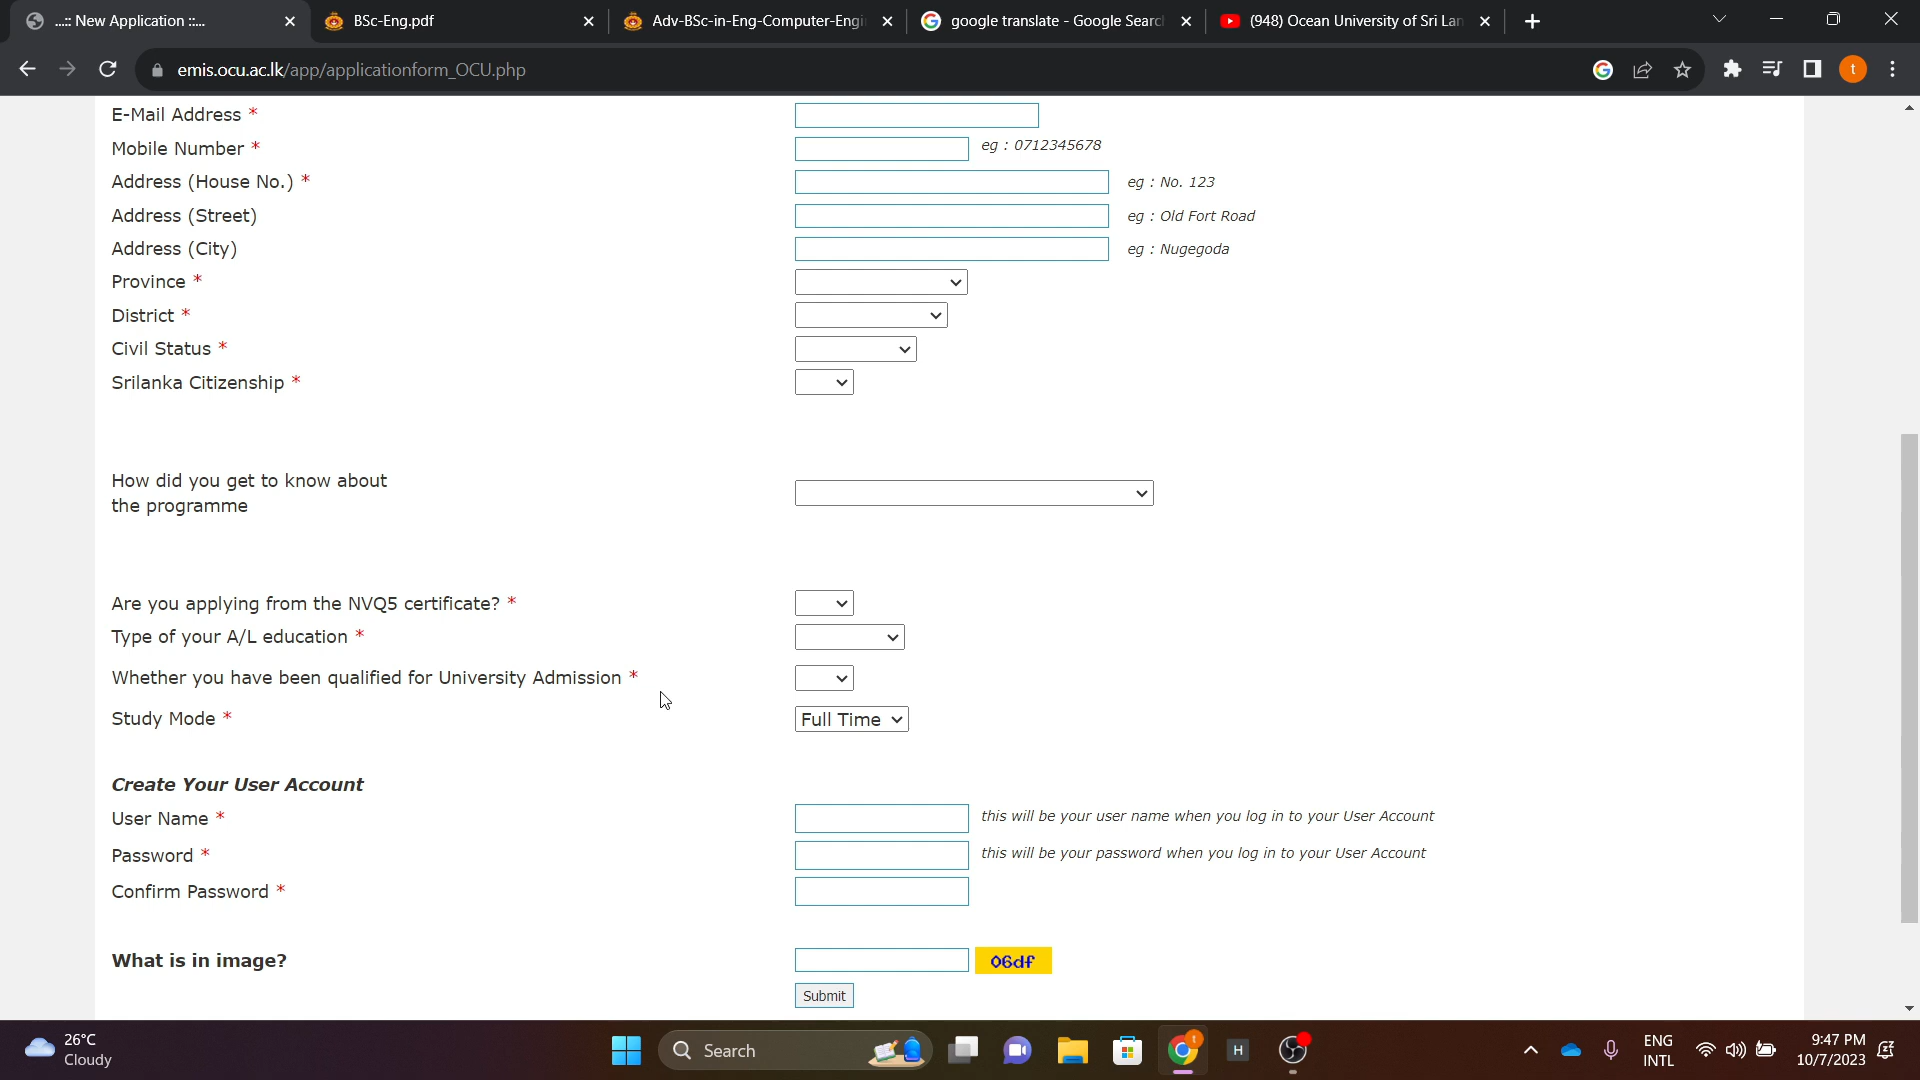 ..:: New Application ::...
BSc-Eng.pdf
Adv-BSc-in-Eng-Computer-Engi
google translate - Google Searc
(948) Ocean University of Sri Lan
emis.ocu.ac.lk/app/applicationform_OCU.php
t
E-Mail Address *
Mobile Number * eg : 0712345678
Address (House No.) * eg : No. 123
Address (Street) eg : Old Fort Road
Address (City) eg : Nugegoda
Province *
District *
Civil Status *
Srilanka Citizenship *
How did you get to know about
the programme
Are you applying from the NVQ5 certificate? *
Type of your A/L education *
Whether you have been qualified for University Admission *
Study Mode * Full Time
Create Your User Account
User Name * this will be your user name when you log in to your User Account
Password * this will be your password when you log in to your User Account
Confirm Password *
What is in image? 06df
Submit
26°C
Cloudy
Search
t
H
ENG
INTL
9:47 PM
10/7/2023